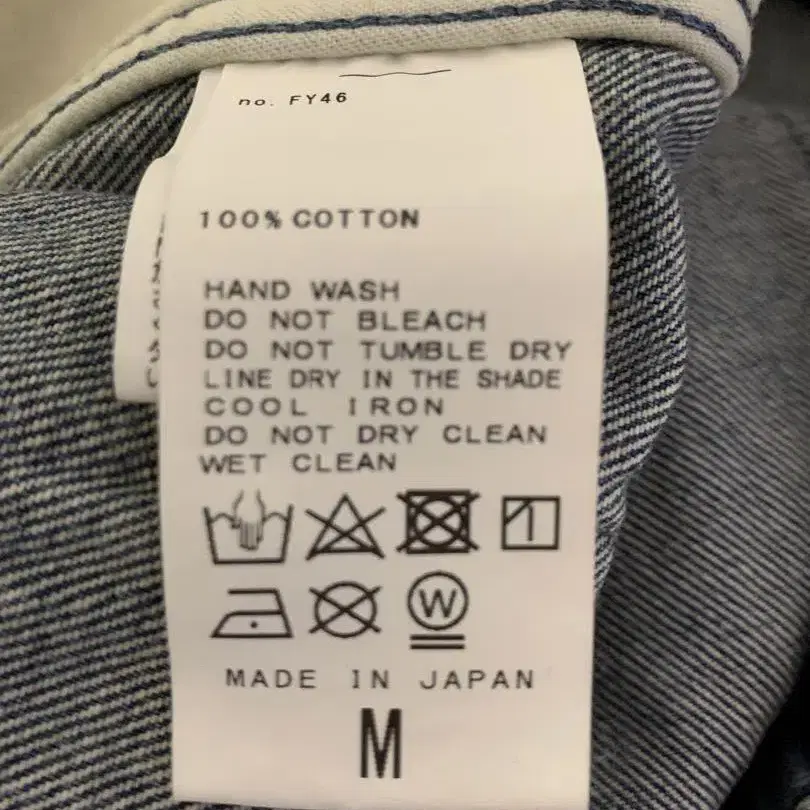 no. FY46
100% COTTON
HAND WASH
DO NOT BLEACH
DO NOT TUMBLE DRY
LINE DRY IN THE SHADE
COOL IRON
DO NOT DRY CLEAN
WET CLEAN
W
MADE IN JAPAN
M